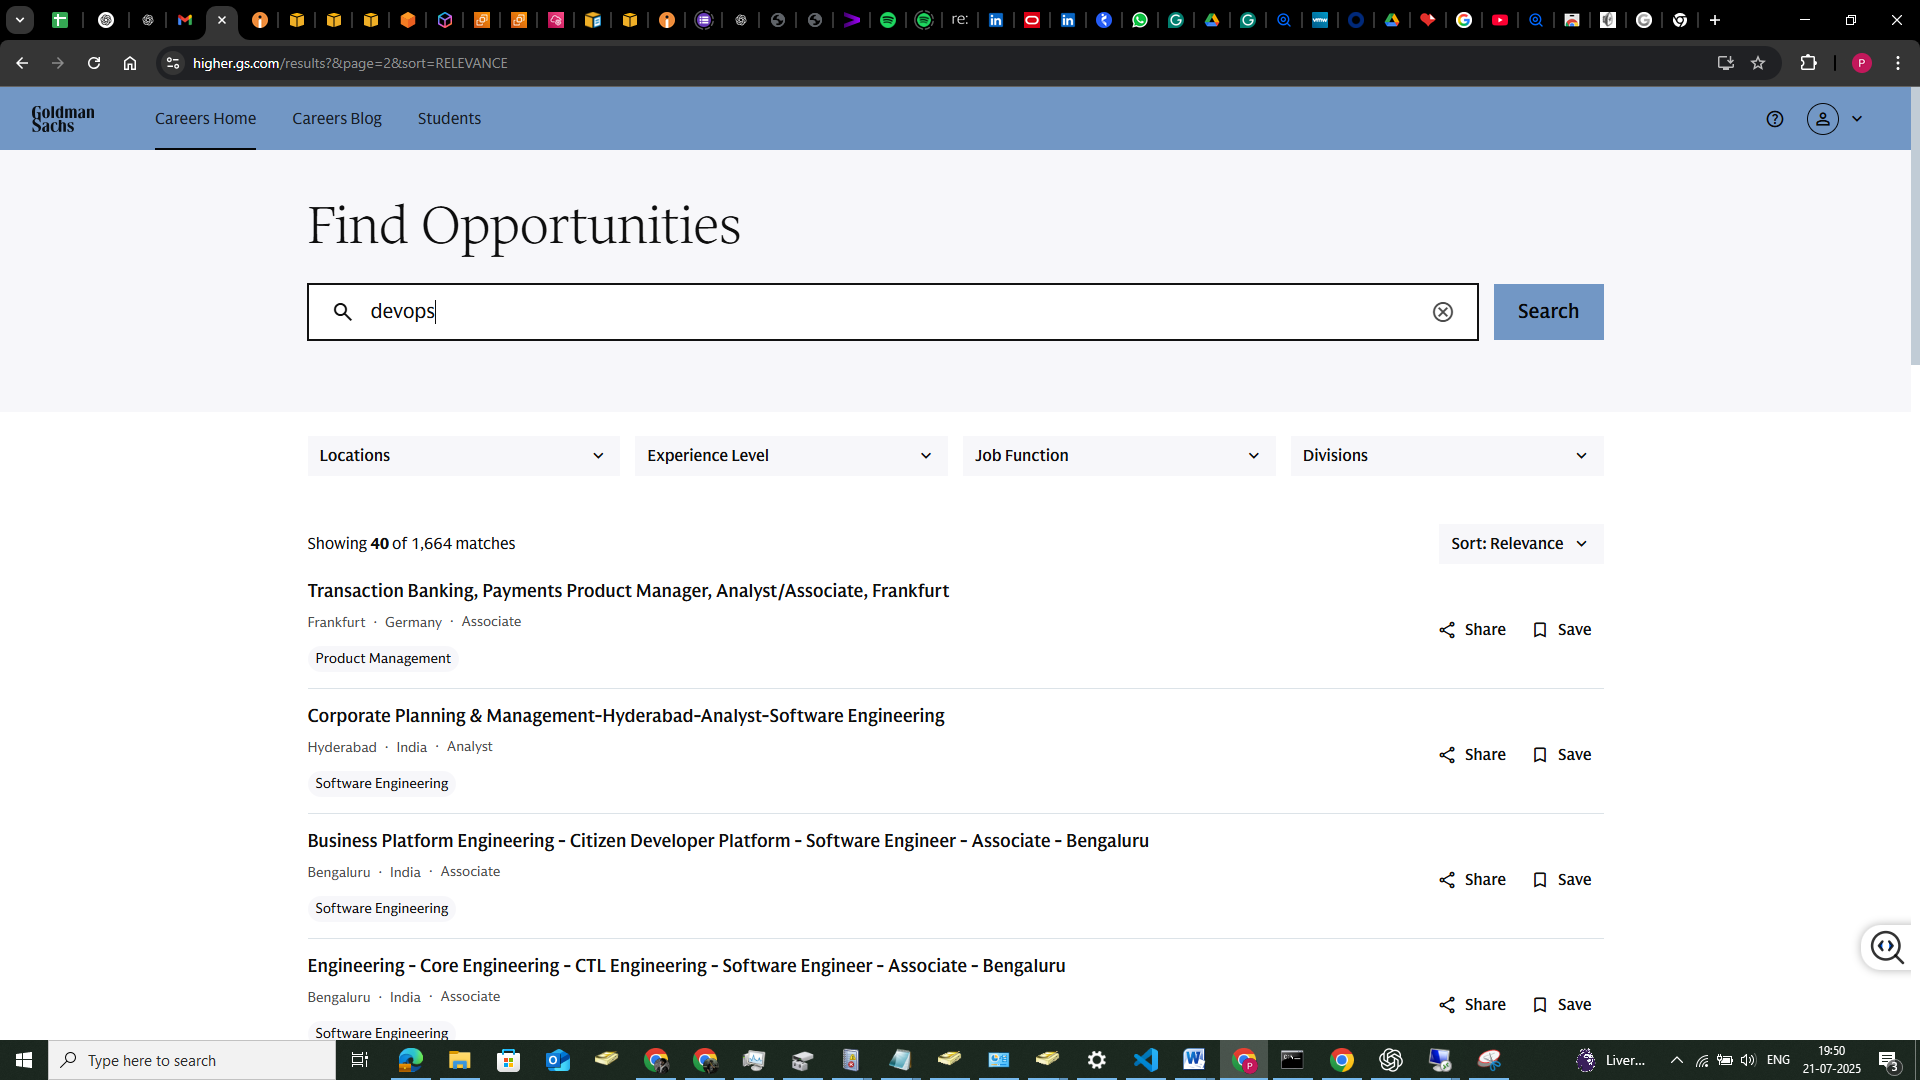 re:
higher.gs.com/results?&page=2&sort=RELEVANCE
P
Goldman
Sachs
Careers Home
Careers Blog
Students
Find Opportunities
devops
Search
Locations
Experience Level
Job Function
Divisions
Showing 40 of 1,664 matches
Sort: Relevance
Transaction Banking, Payments Product Manager, Analyst/Associate, Frankfurt
Frankfurt · Germany · Associate
Share
Save
Product Management
Corporate Planning & Management-Hyderabad-Analyst-Software Engineering
Hyderabad · India · Analyst
Share
Save
Software Engineering
Business Platform Engineering - Citizen Developer Platform - Software Engineer - Associate - Bengaluru
Bengaluru · India · Associate
Share
Save
Software Engineering
Engineering - Core Engineering - CTL Engineering - Software Engineer - Associate - Bengaluru
Bengaluru · India · Associate
Share
Save
Software Engineering
Type here to search
Liver...
ENG
19:50
21-07-2025
3